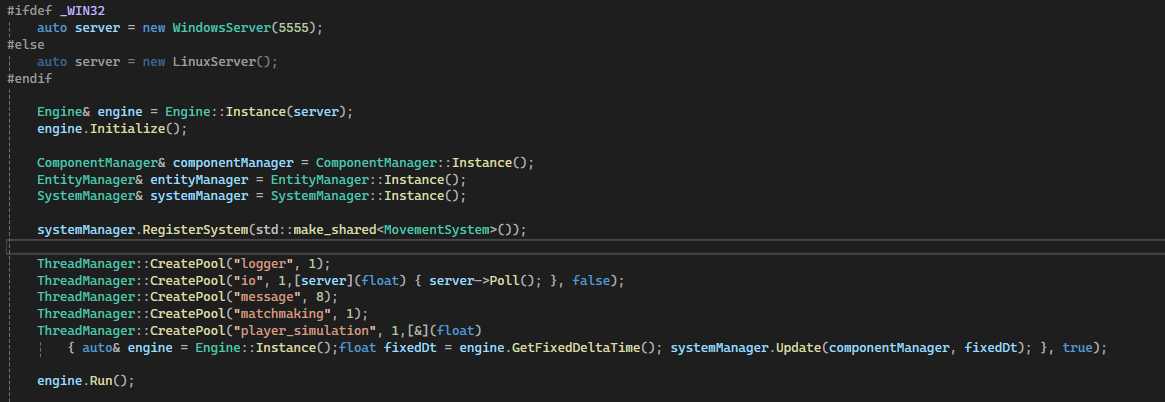 #ifdef _WIN32
auto server = new WindowsServer(5555);
#else
auto server = new LinuxServer();
#endif
Engine& engine = Engine::Instance(server);
engine.Initialize();
ComponentManager& componentManager = ComponentManager::Instance();
EntityManager& entityManager = EntityManager::Instance();
SystemManager& systemManager = SystemManager::Instance();
systemManager.RegisterSystem(std::make_shared<MovementSystem>());
ThreadManager::CreatePool("logger", 1);
ThreadManager::CreatePool("io", 1,[server](float) { server->Poll(); }, false);
ThreadManager::CreatePool("message", 8);
ThreadManager::CreatePool("matchmaking", 1);
ThreadManager::CreatePool("player_simulation", 1,[&](float)
{ auto& engine = Engine::Instance();float fixedDt = engine.GetFixedDeltaTime(); systemManager.Update(componentManager, fixedDt); }, true);
engine.Run();